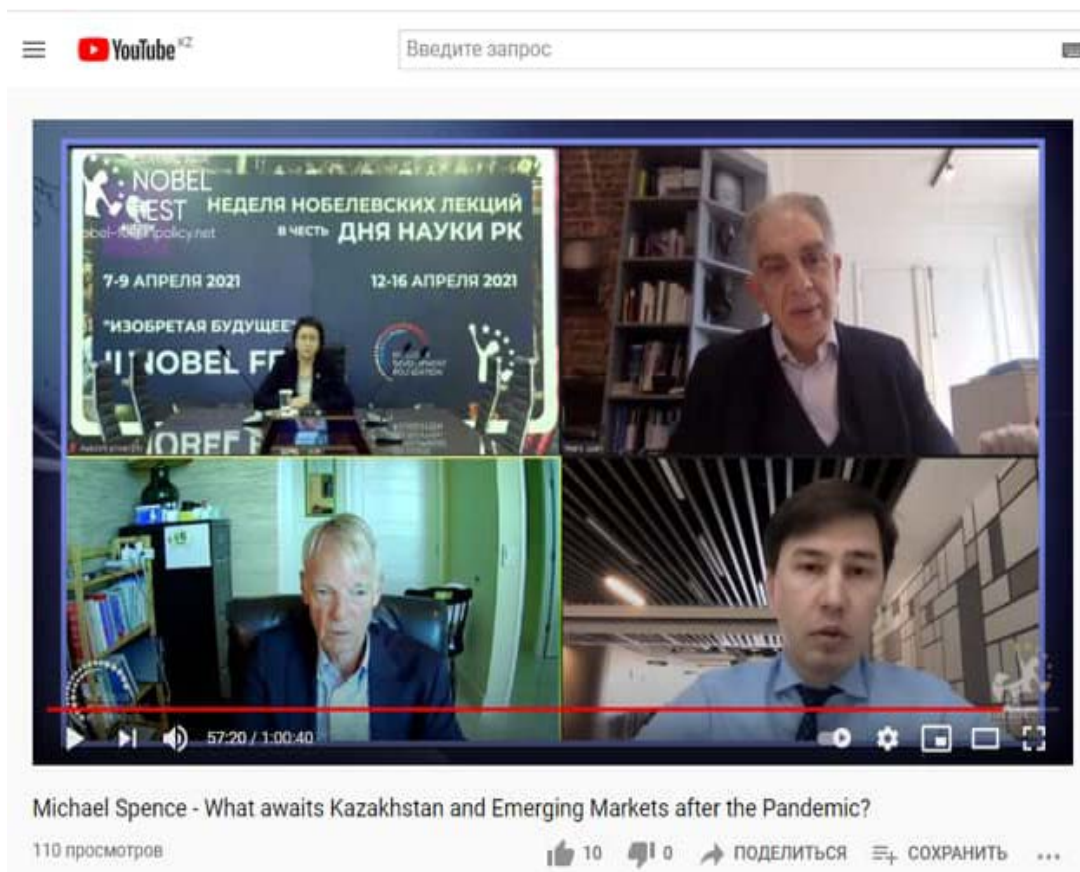 YouTube KZ
Введите запрос
NOBEL
FEST
НЕДЕЛЯ НОБЕЛЕВСКИХ ЛЕКЦИЙ
В ЧЕСТЬ ДНЯ НАУКИ РК
7-9 АПРЕЛЯ 2021
12-16 АПРЕЛЯ 2021
"ИЗОБРЕТАЯ БУДУЩЕЕ"
NOBEL
57:20 / 1:00:40
Michael Spence - What awaits Kazakhstan and Emerging Markets after the Pandemic?
110 просмотров
10
0
ПОДЕЛИТЬСЯ
СОХРАНИТЬ